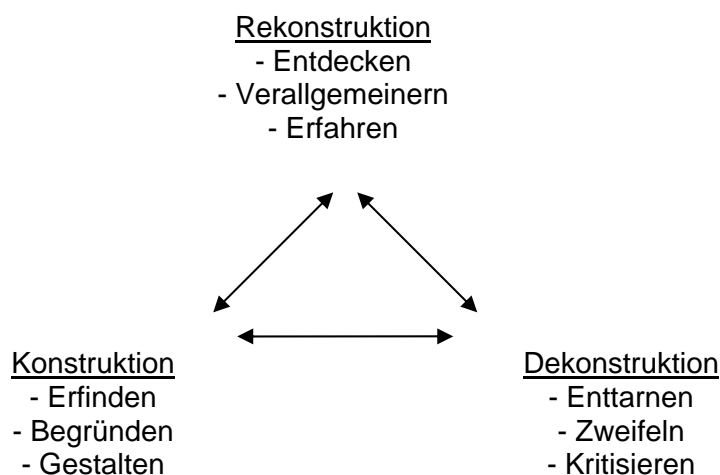 Rekonstruktion
- Entdecken
- Verallgemeinern
- Erfahren
Konstruktion
- Erfinden
- Begründen
- Gestalten
Dekonstruktion
- Enttarnen
- Zweifeln
- Kritisieren